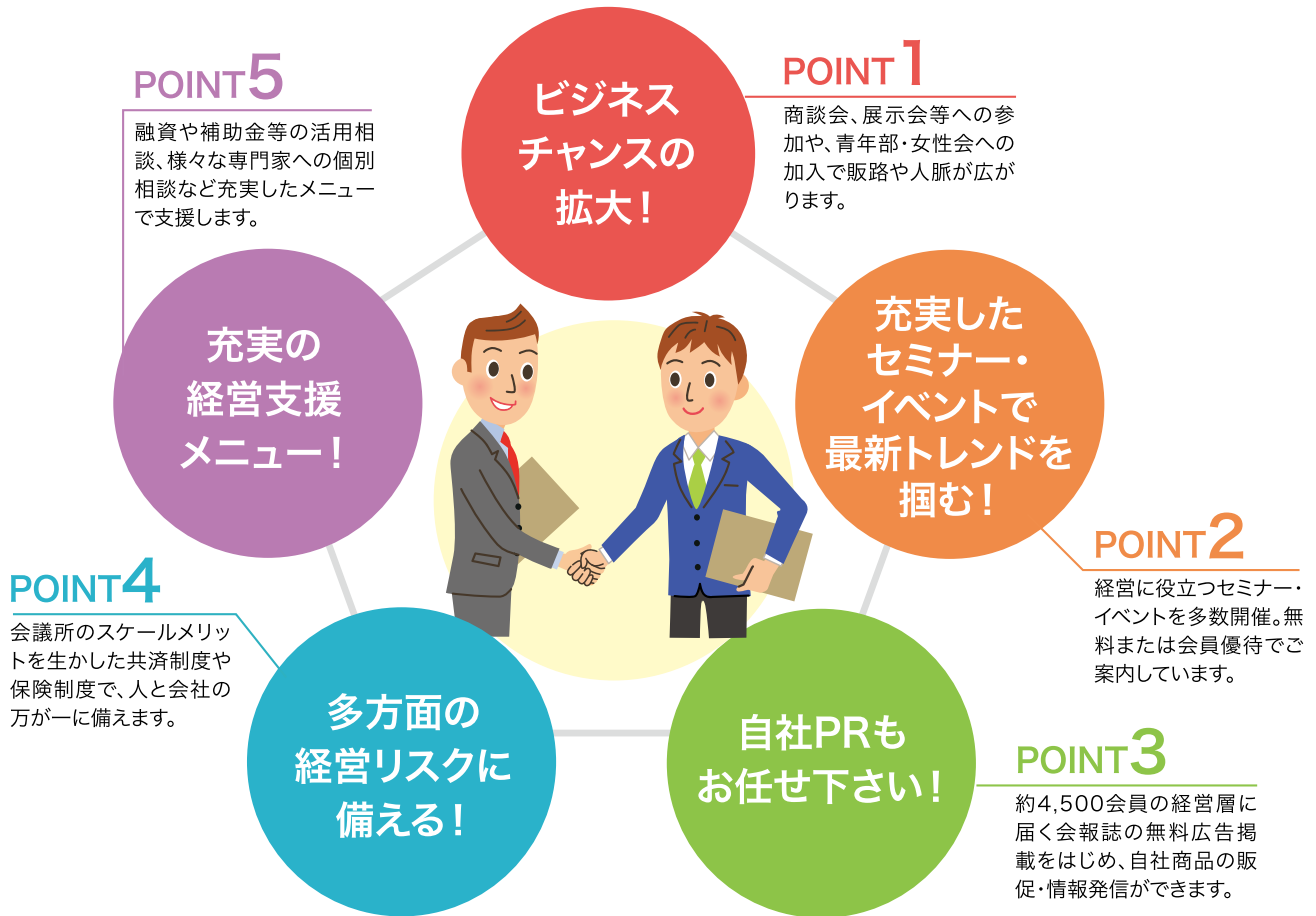 POINT1
ビジネス
チャンスの
拡大！
商談会、展示会等への参
加や、青年部・女性会への
加入で販路や人脈が広が
ります。
充実した
セミナー・
イベントで
最新トレンドを
掴む！
POINT2
経営に役立つセミナー・
イベントを多数開催。無
料または会員優待でご
案内しています。
自社PRも
お任せ下さい！
POINT3
約4,500会員の経営層に
届く会報誌の無料広告掲
載をはじめ、自社商品の販
促・情報発信ができます。
POINT4
会議所のスケールメリッ
トを生かした共済制度や
保険制度で、人と会社の
万が一に備えます。
多方面の
経営リスクに
備える！
POINT5
融資や補助金等の活用相
談、様々な専門家への個別
相談など充実したメニュー
で支援します。
充実の
経営支援
メニュー！